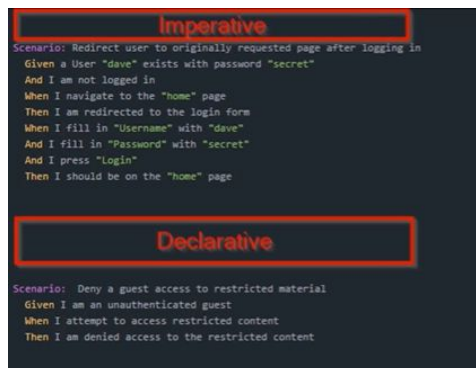 Imperative
Scenario: Redirect user to originally requested page after logging in
Given a User "dave" exists with password "secret"
And I am not logged in
When I navigate to the "home" page
Then I am redirected to the login form
When I fill in "Username" with "dave"
And I fill in "Password" with "secret"
And I press "Login"
Then I should be on the "home" page
Declarative
Scenario: Deny a guest access to restricted material
Given I am an unauthenticated guest
When I attempt to access restricted content
Then I am denied access to the restricted content